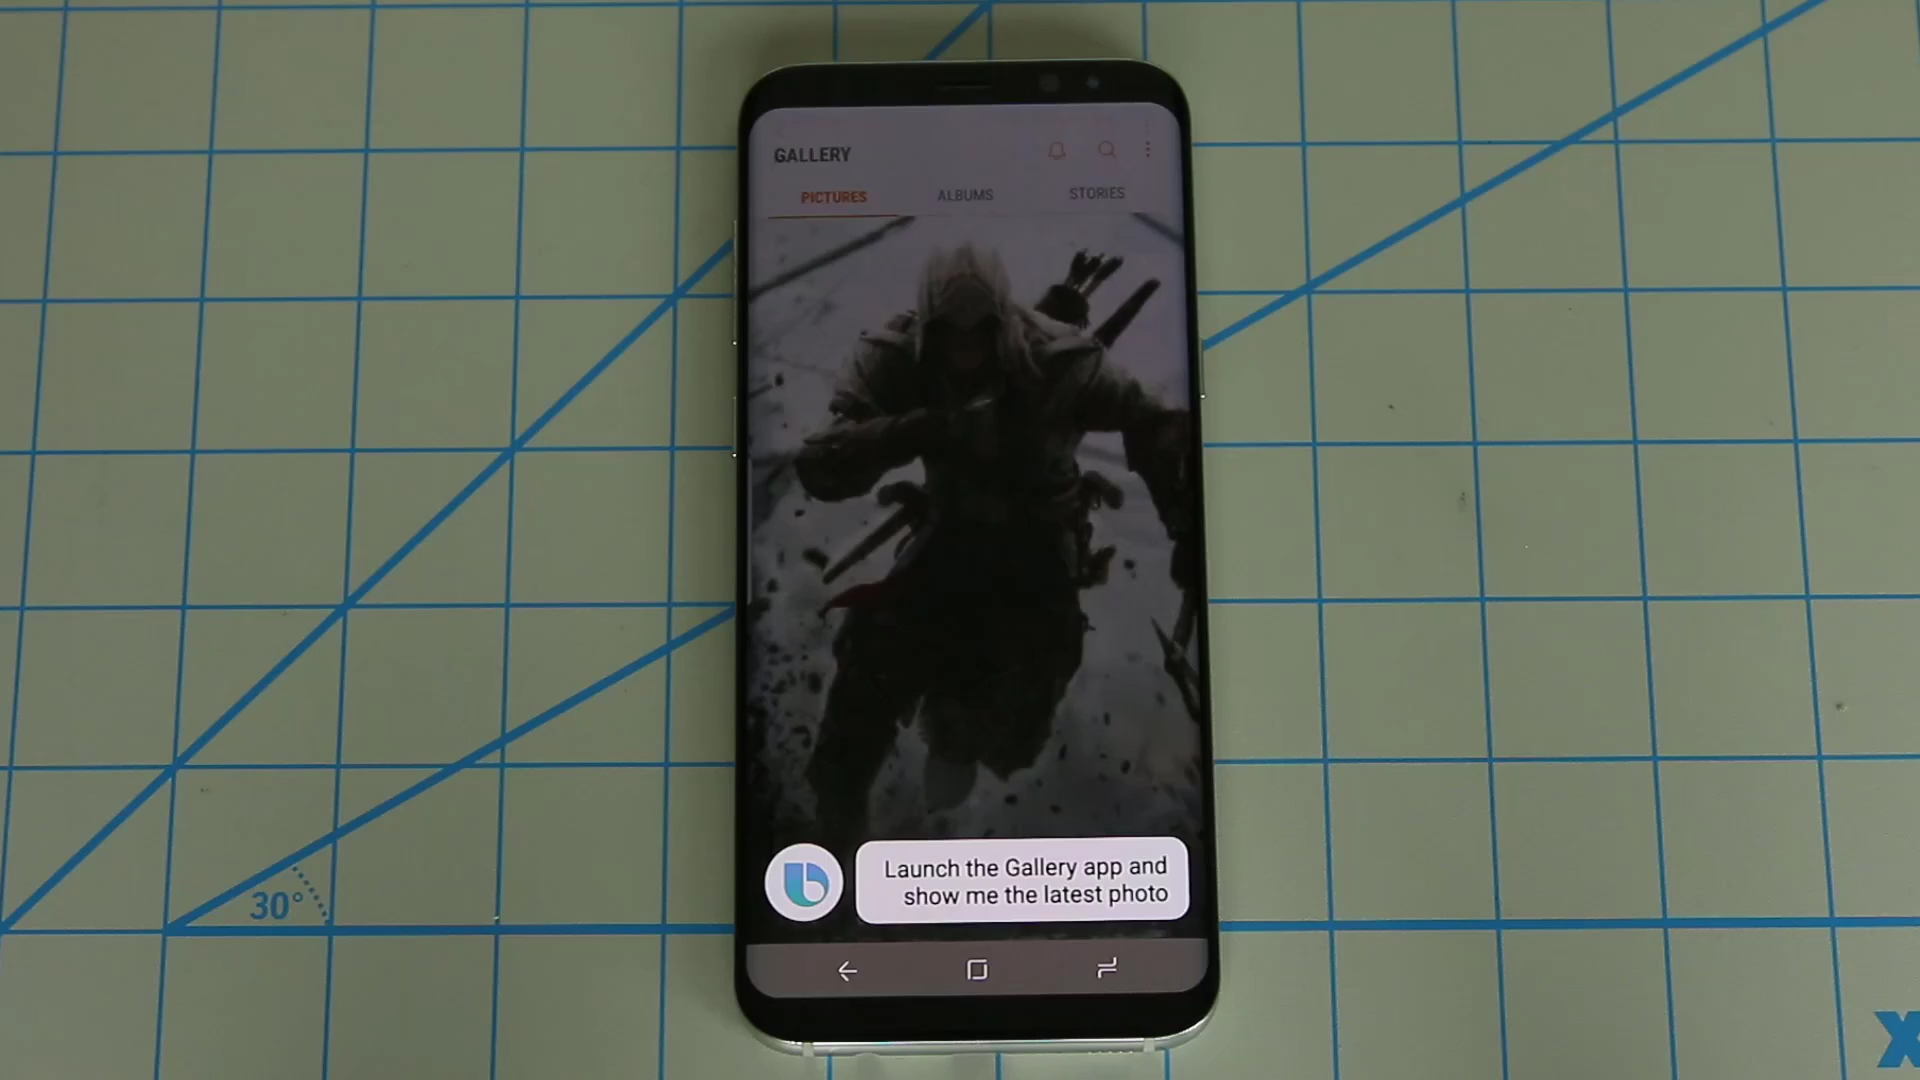 GALLERY
PICTURES
ALBUMS
STORIES
Launch the Gallery app and
show me the latest photo
30°
X